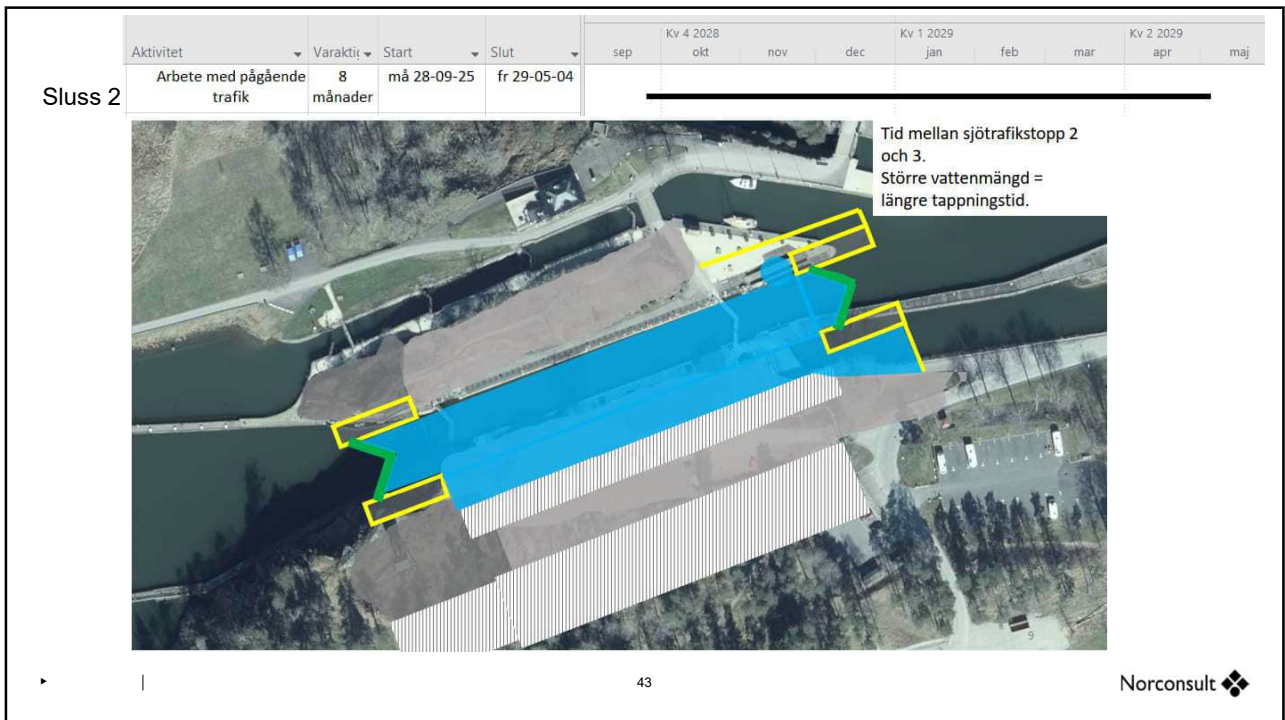 Kv 4 2028 Kv 1 2029 Kv 2 2029
Aktivitet Varaktig Start Slut sep okt nov dec jan feb mar apr maj
Arbete med pågående 8 må 28-09-25 fr 29-05-04
trafik månader
Sluss 2
Tid mellan sjötrafikstopp 2
och 3.
Större vattenmängd =
längre tappningstid.
9
43
Norconsult